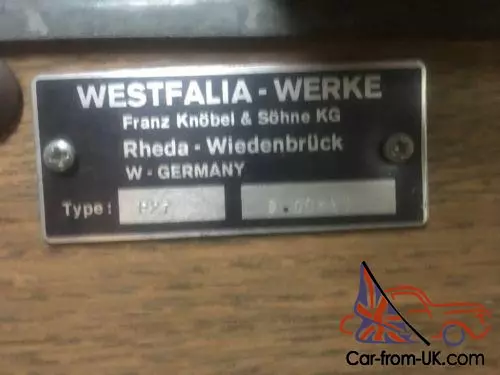 WESTFALIA - WERKE
Franz Knöbel & Söhne KG
Rheda - Wiedenbrück
W - GERMANY
Type:
Car-from-UK.com